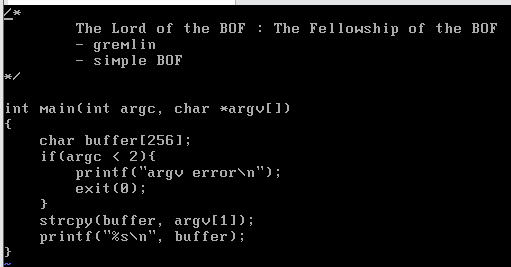 /*
        The Lord of the BOF : The Fellowship of the BOF
        - gremlin
        - simple BOF
*/
int main(int argc, char *argv[])
{
    char buffer[256];
    if(argc < 2){
        printf("argv error\n");
        exit(0);
    }
    strcpy(buffer, argv[1]);
    printf("%s\n", buffer);
}
~